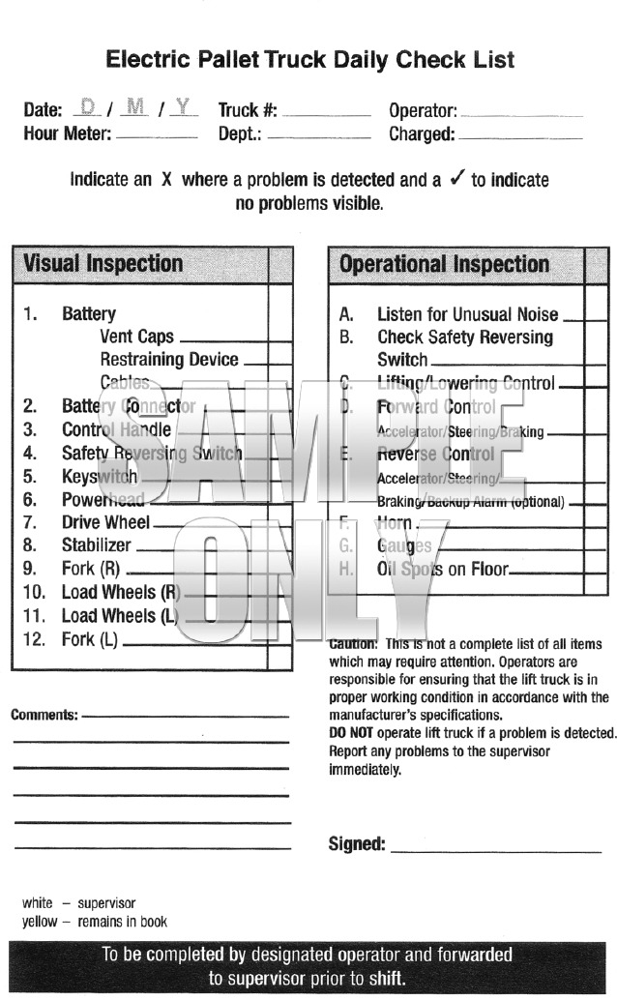 Electric Pallet Truck Daily Check List
Date: D / M / Y Truck #: Operator:
Hour Meter: Dept.: Charged:
Indicate an X where a problem is detected and a ✓ to indicate
no problems visible.
Visual Inspection
1. Battery
Vent Caps
Restraining Device
Cables
2. Battery Connector
3. Control Handle
4. Safety Reversing Switch
5. Keyswitch
6. Powerhead
7. Drive Wheel
8. Stabilizer
9. Fork (R)
10. Load Wheels (R)
11. Load Wheels (L)
12. Fork (L)
Operational Inspection
A. Listen for Unusual Noise
B. Check Safety Reversing
Switch
C. Lifting/Lowering Control
D. Forward Control
Accelerator/Steering/Braking
E. Reverse Control
Accelerator/Steering/
Braking/Backup Alarm (optional)
F. Horn
G. Gauges
H. Oil Spots on Floor
SAMPLE
ONLY
Comments:
Caution: This is not a complete list of all items
which may require attention. Operators are
responsible for ensuring that the lift truck is in
proper working condition in accordance with the
manufacturer's specifications.
DO NOT operate lift truck if a problem is detected.
Report any problems to the supervisor
immediately.
Signed:
white – supervisor
yellow – remains in book
To be completed by designated operator and forwarded
to supervisor prior to shift.